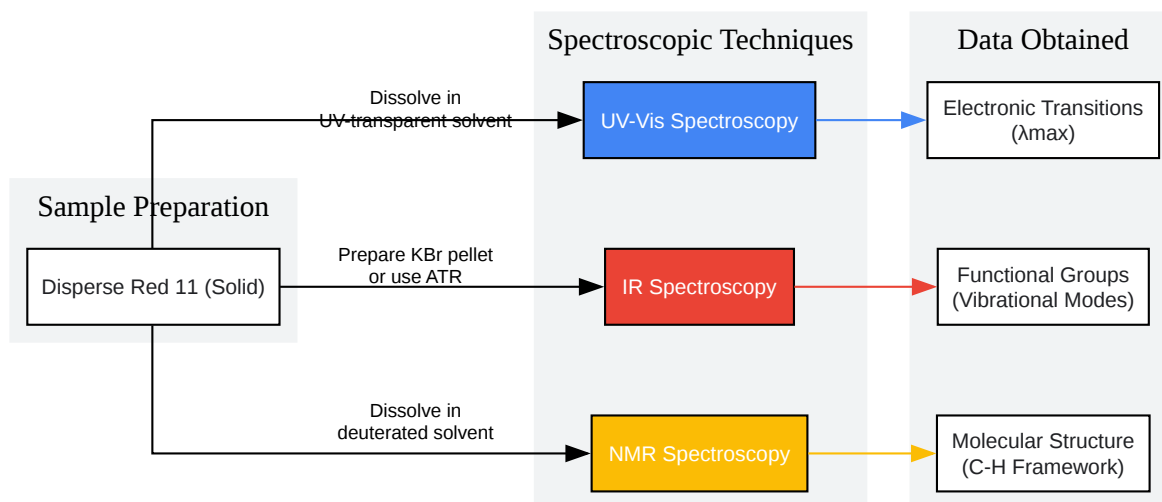 Spectroscopic Techniques
Data Obtained
Dissolve in
UV-transparent solvent
UV-Vis Spectroscopy
Electronic Transitions
(λmax)
Sample Preparation
Disperse Red 11 (Solid)
Prepare KBr pellet
or use ATR
IR Spectroscopy
Functional Groups
(Vibrational Modes)
Dissolve in
deuterated solvent
NMR Spectroscopy
Molecular Structure
(C-H Framework)